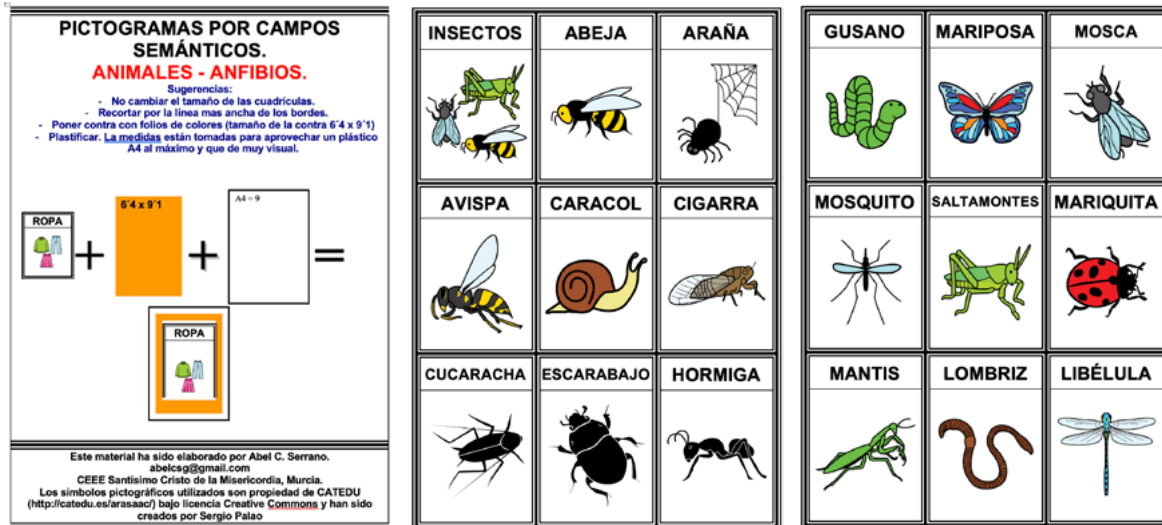 PICTOGRAMAS POR CAMPOS
SEMÁNTICOS.
ANIMALES - ANFIBIOS.
Sugerencias:
- No cambiar el tamaño de las cuadrículas.
- Recortar por la línea mas ancha de los bordes.
- Poner contra con folios de colores (tamaño de la contra 6´4 x 9´1)
- Plastificar. La medidas están tomadas para aprovechar un plástico
A4 al máximo y que de muy visual.
ROPA
+
6´4 x 9´1
+
A4 = 9
=
ROPA
Este material ha sido elaborado por Abel C. Serrano.
abelcsg@gmail.com
CEEE Santísimo Cristo de la Misericordia, Murcia.
Los símbolos pictográficos utilizados son propiedad de CATEDU
(http://catedu.es/arasaac/) bajo licencia Creative Commons y han sido
creados por Sergio Palao
INSECTOS
ABEJA
ARAÑA
AVISPA
CARACOL
CIGARRA
CUCARACHA
ESCARABAJO
HORMIGA
GUSANO
MARIPOSA
MOSCA
MOSQUITO
SALTAMONTES
MARIQUITA
MANTIS
LOMBRIZ
LIBÉLULA